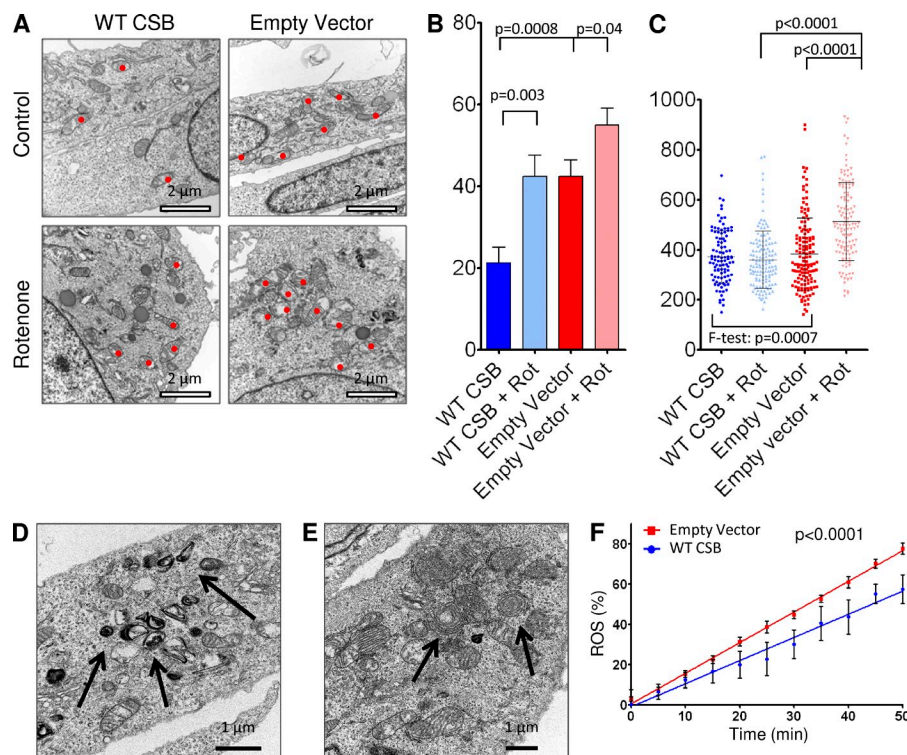 A
WT CSB
Empty Vector
Control
2 µm
2 µm
Rotenone
2 µm
2 µm
B
80
60
40
20
0
p=0.0008
p=0.04
p=0.003
WT CSB
WT CSB + Rot
Empty Vector
Empty Vector + Rot
C
p<0.0001
p<0.0001
1000
800
600
400
200
0
F-test: p=0.0007
WT CSB
WT CSB + Rot
Empty Vector
Empty vector + Rot
D
1 µm
E
1 µm
F
Empty Vector
WT CSB
p<0.0001
ROS (%)
80
60
40
20
0
0 10 20 30 40 50
Time (min)